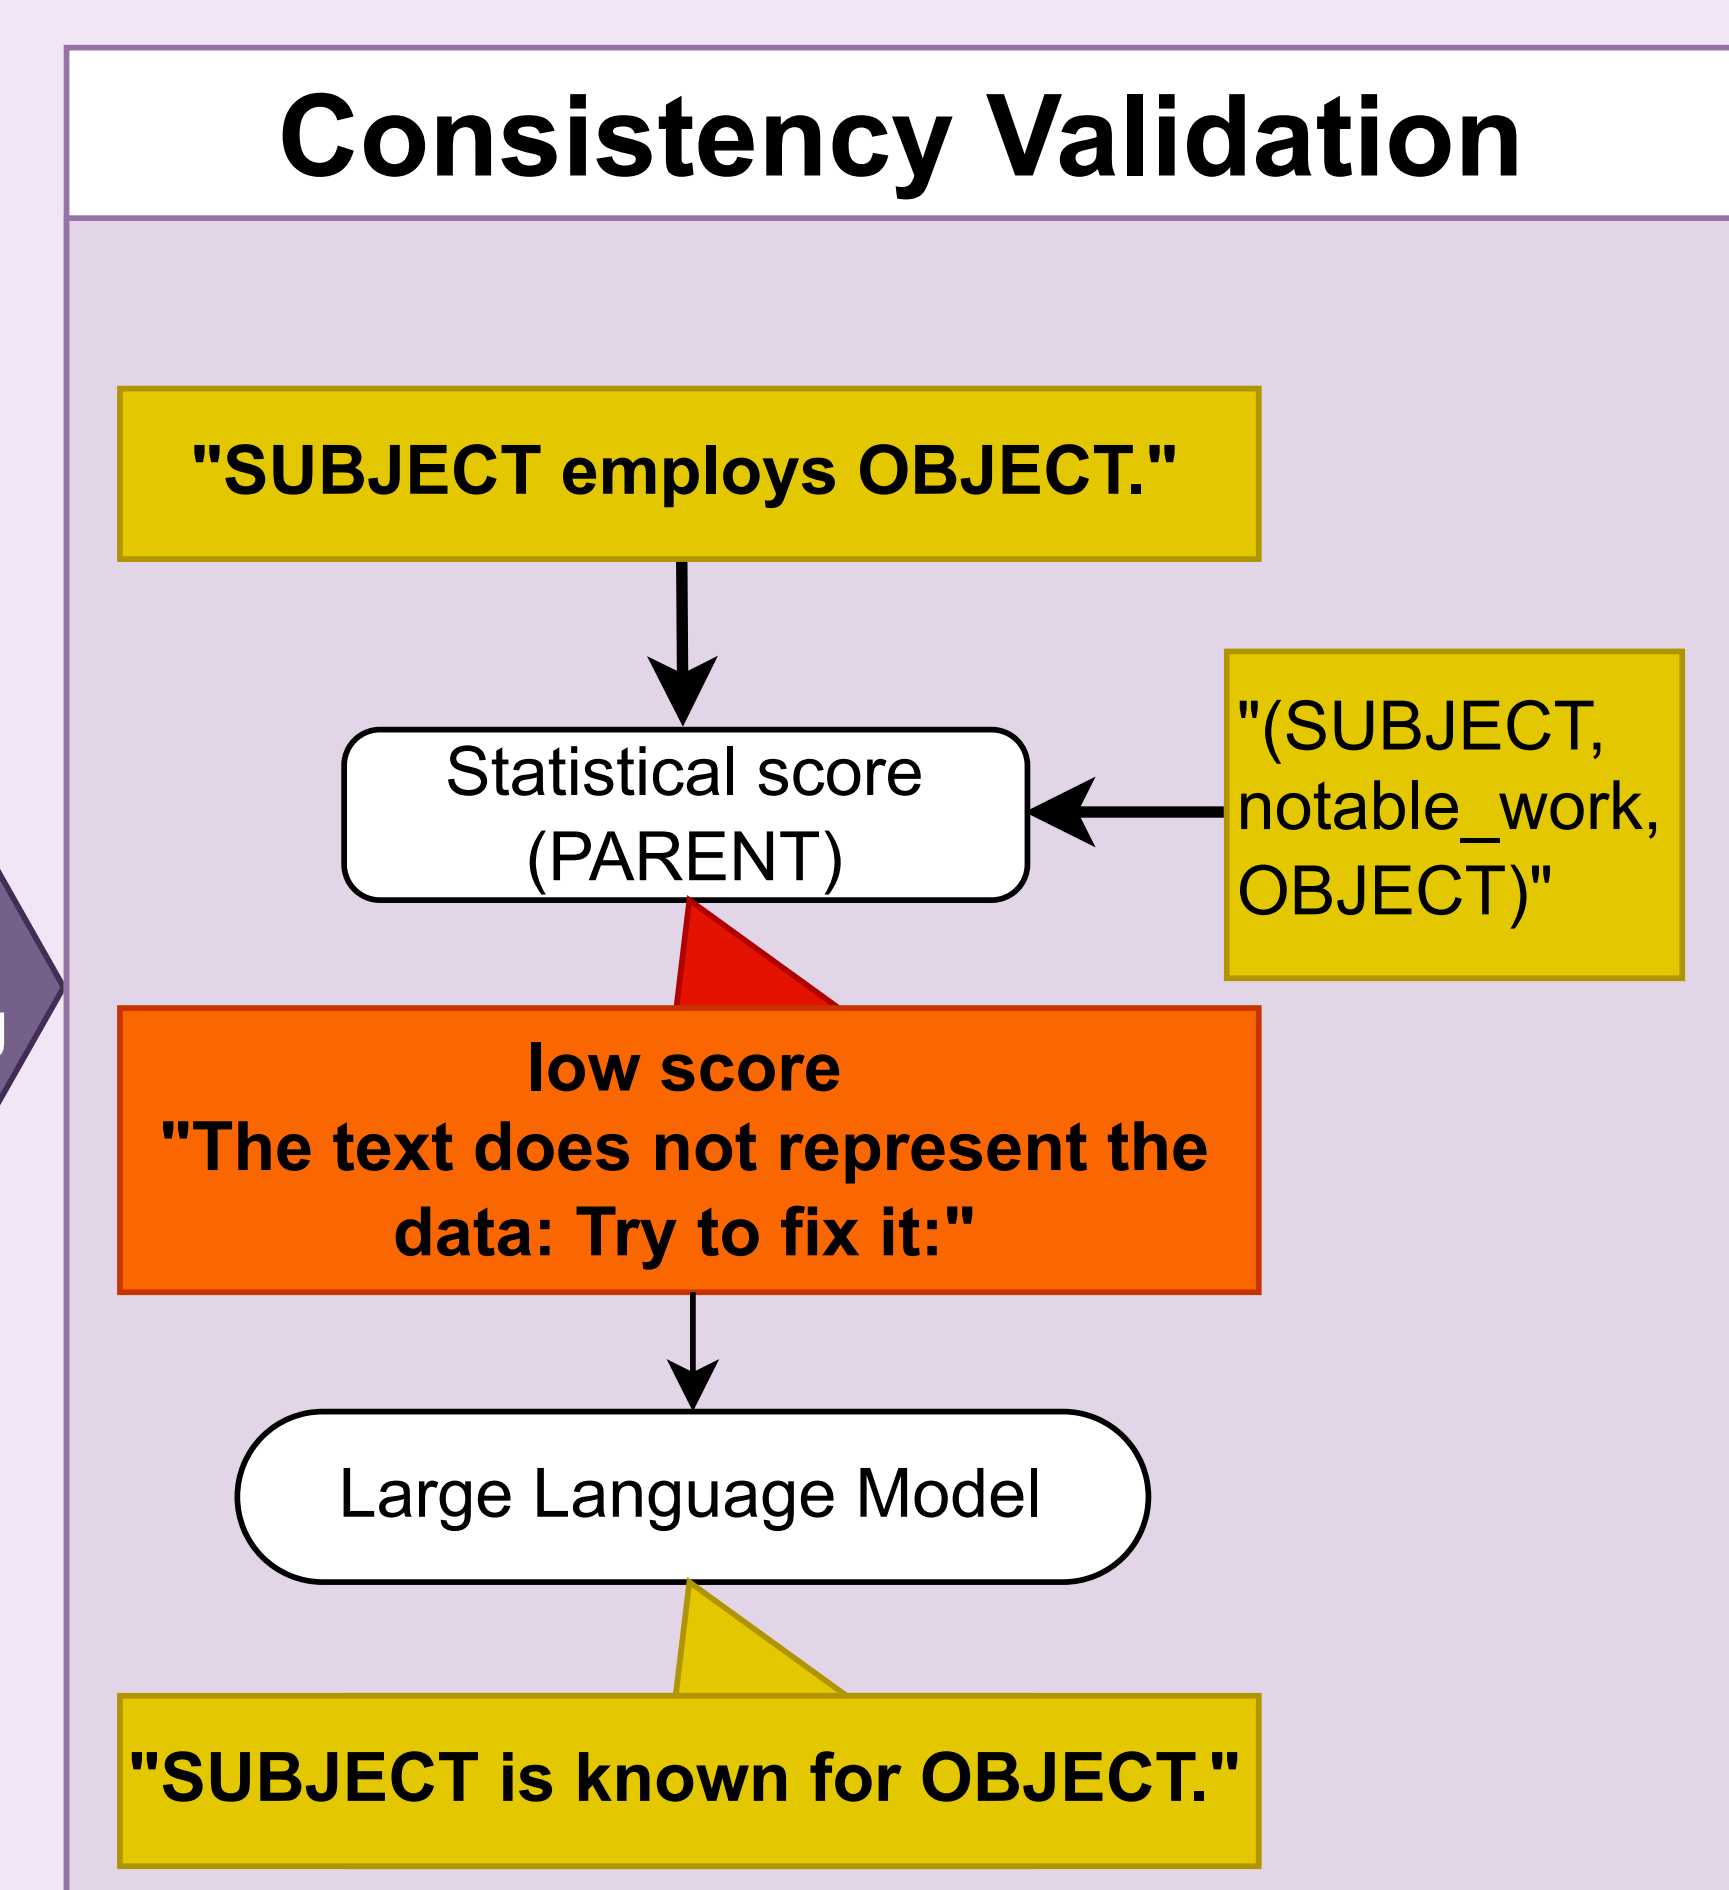 Consistency Validation
"SUBJECT employs OBJECT."
Statistical score
(PARENT)
"(SUBJECT,
notable_work,
OBJECT)"
low score
"The text does not represent the
data: Try to fix it:"
Large Language Model
"SUBJECT is known for OBJECT."